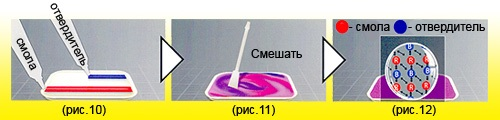 смола
отвердитель
Смешать
- смола - отвердитель
(рис.10)
(рис.11)
(рис.12)